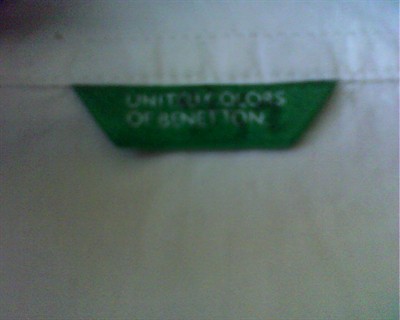 UNITED COLORS
OF BENETTON.